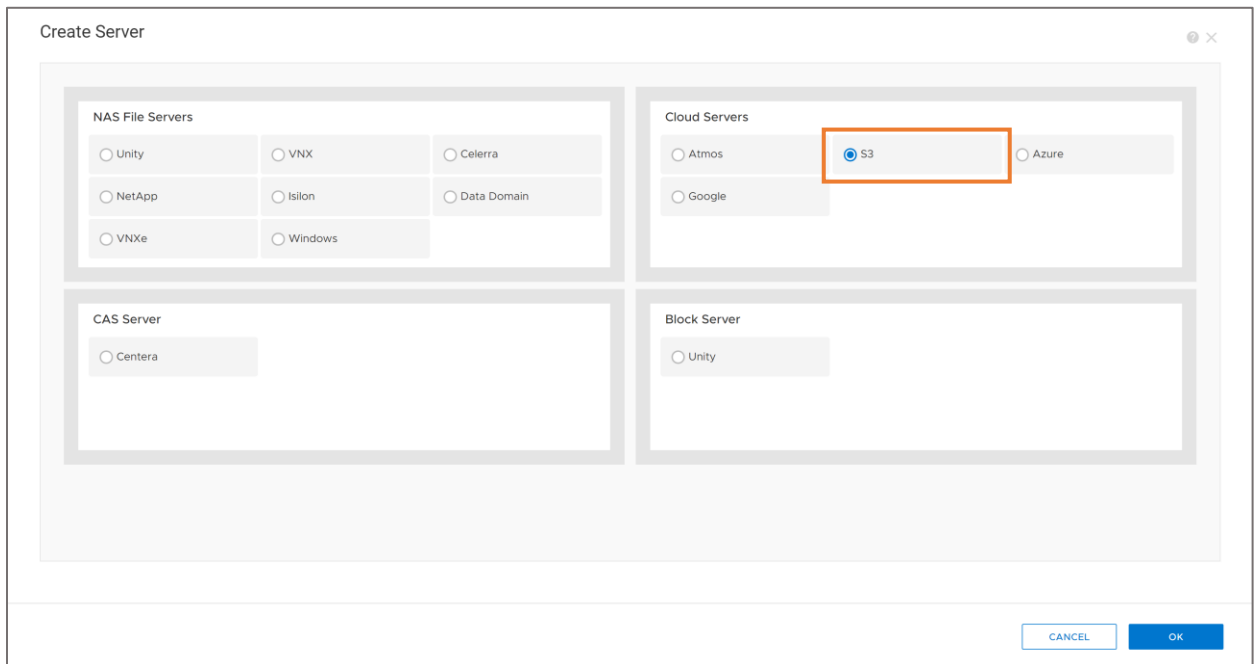 Create Server
NAS File Servers
Unity
VNX
Celerra
NetApp
Isilon
Data Domain
VNXe
Windows
Cloud Servers
Atmos
S3
Azure
Google
CAS Server
Centera
Block Server
Unity
CANCEL
OK